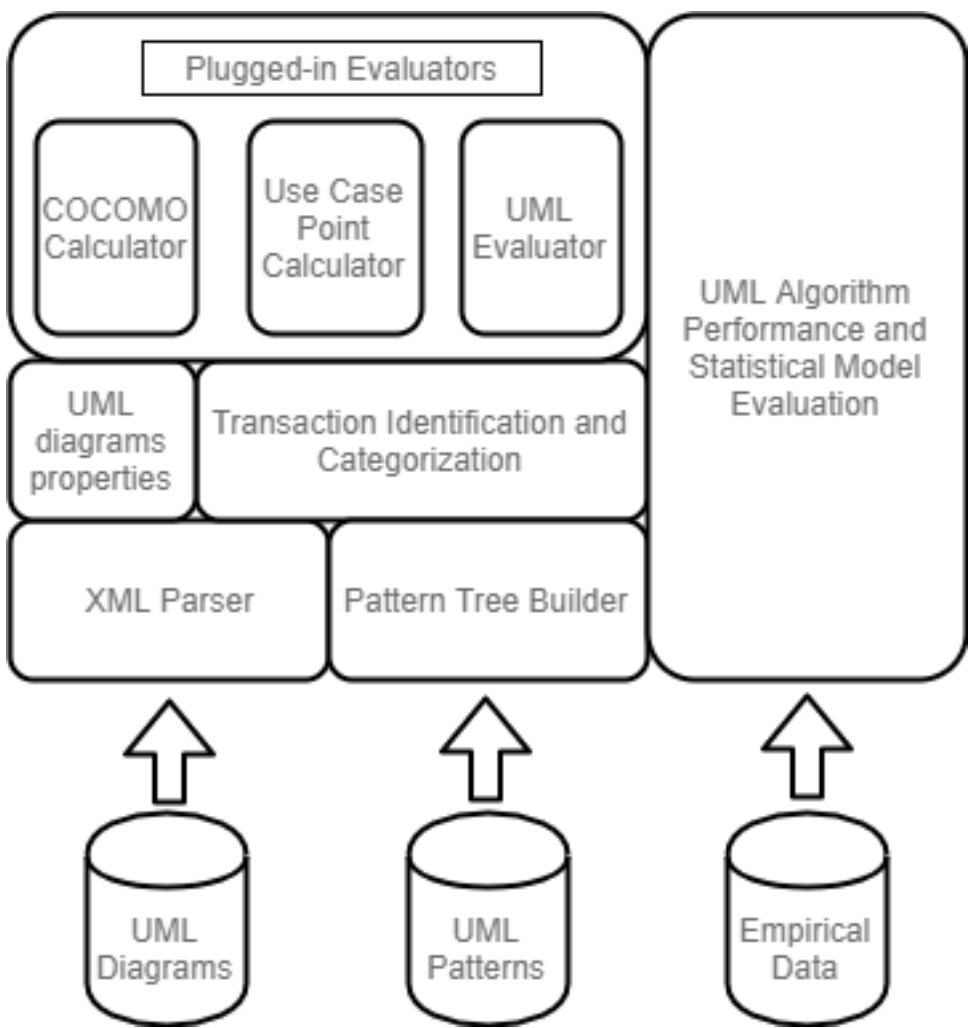 Plugged-in Evaluators
COCOMO
Calculator
Use Case
Point
Calculator
UML
Evaluator
UML Algorithm
Performance and
Statistical Model
Evaluation
UML
diagrams
properties
Transaction Identification and
Categorization
XML Parser
Pattern Tree Builder
UML
Diagrams
UML
Patterns
Empirical
Data